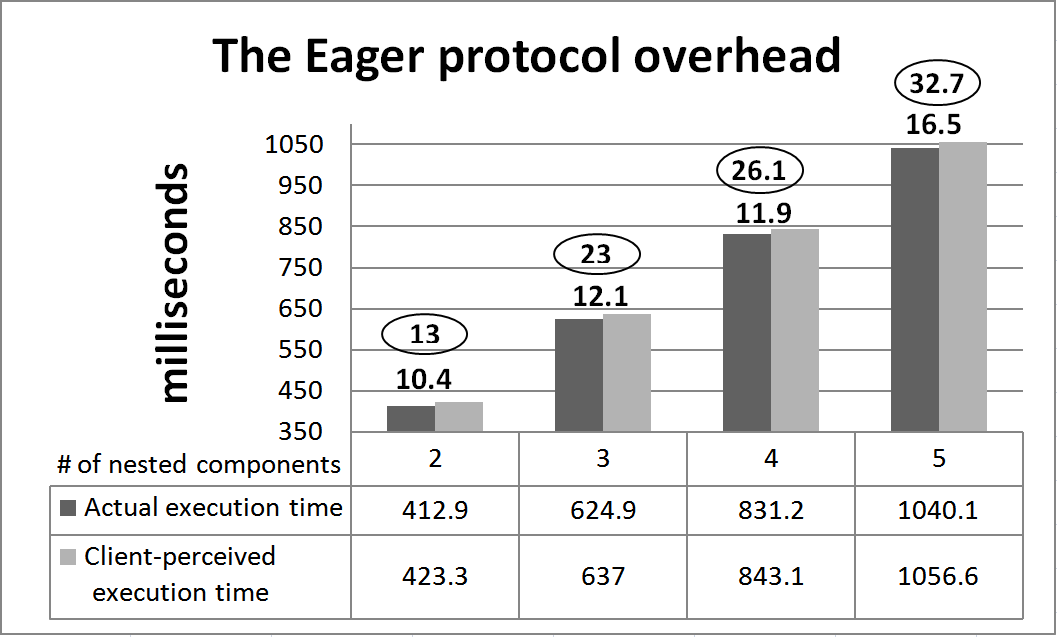 The Eager protocol overhead
milliseconds
1050
950
850
750
650
550
450
350
13
10.4
23
12.1
26.1
11.9
32.7
16.5
# of nested components 2 3 4 5
Actual execution time 412.9 624.9 831.2 1040.1
Client-perceived
execution time 423.3 637 843.1 1056.6